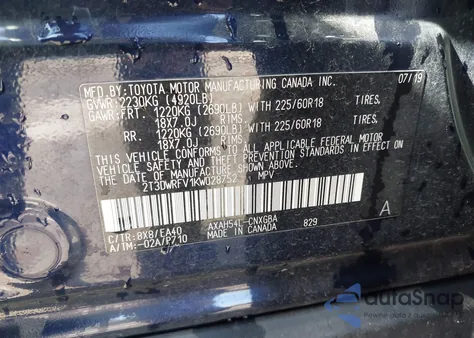 MFD.BY: TOYOTA MOTOR MANUFACTURING CANADA INC. 07/19
GVWR: 2230KG (4920LB)
GAWR:FRT. 1220KG (2690LB) WITH 225/60R18 TIRES,
18X7.0J RIMS,
RR. 1220KG (2690LB) WITH 225/60R18 TIRES,
18X7.0J RIMS,
THIS VEHICLE CONFORMS TO ALL APPLICABLE FEDERAL MOTOR
VEHICLE SAFETY, BUMPER, AND THEFT PREVENTION STANDARDS IN EFFECT ON
THE DATE OF MANUFACTURE SHOWN ABOVE.
2T3DWRFV1KW028752 MPV
C/TR: 8X8/EA40 AXAH54L-CNXGBA A
A/TM: -02A/P710 MADE IN CANADA 829
autoSnap